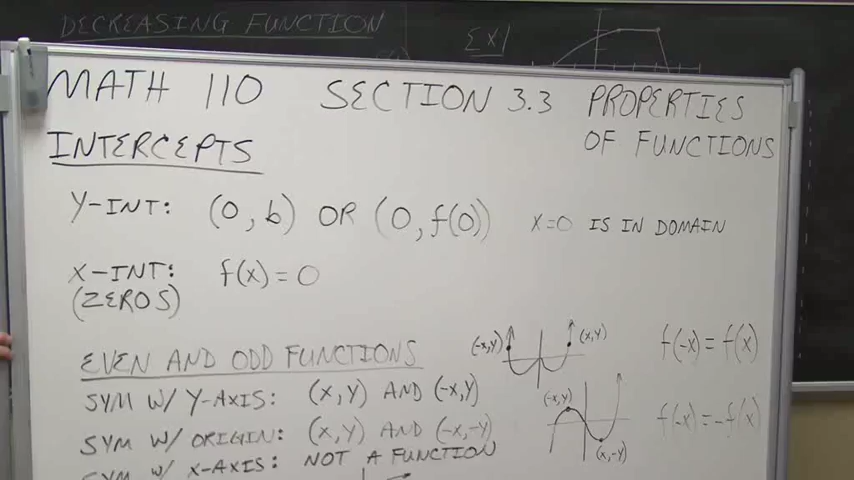 DECREASING FUNCTION
EX1
MATH 110 SECTION 3.3 PROPERTIES OF FUNCTIONS
INTERCEPTS
Y-INT: (0, b) OR (0, f(0)) X=0 IS IN DOMAIN
X-INT: f(x) = 0
(ZEROS)
EVEN AND ODD FUNCTIONS
(-x,y) (x,y) f(-x) = f(x)
SYM W/ Y-AXIS: (x,y) AND (-x,y)
(-x,y) (x,-y) f(-x) = -f(x)
SYM W/ ORIGIN: (x,y) AND (-x,-y)
SYM W/ X-AXIS: NOT A FUNCTION